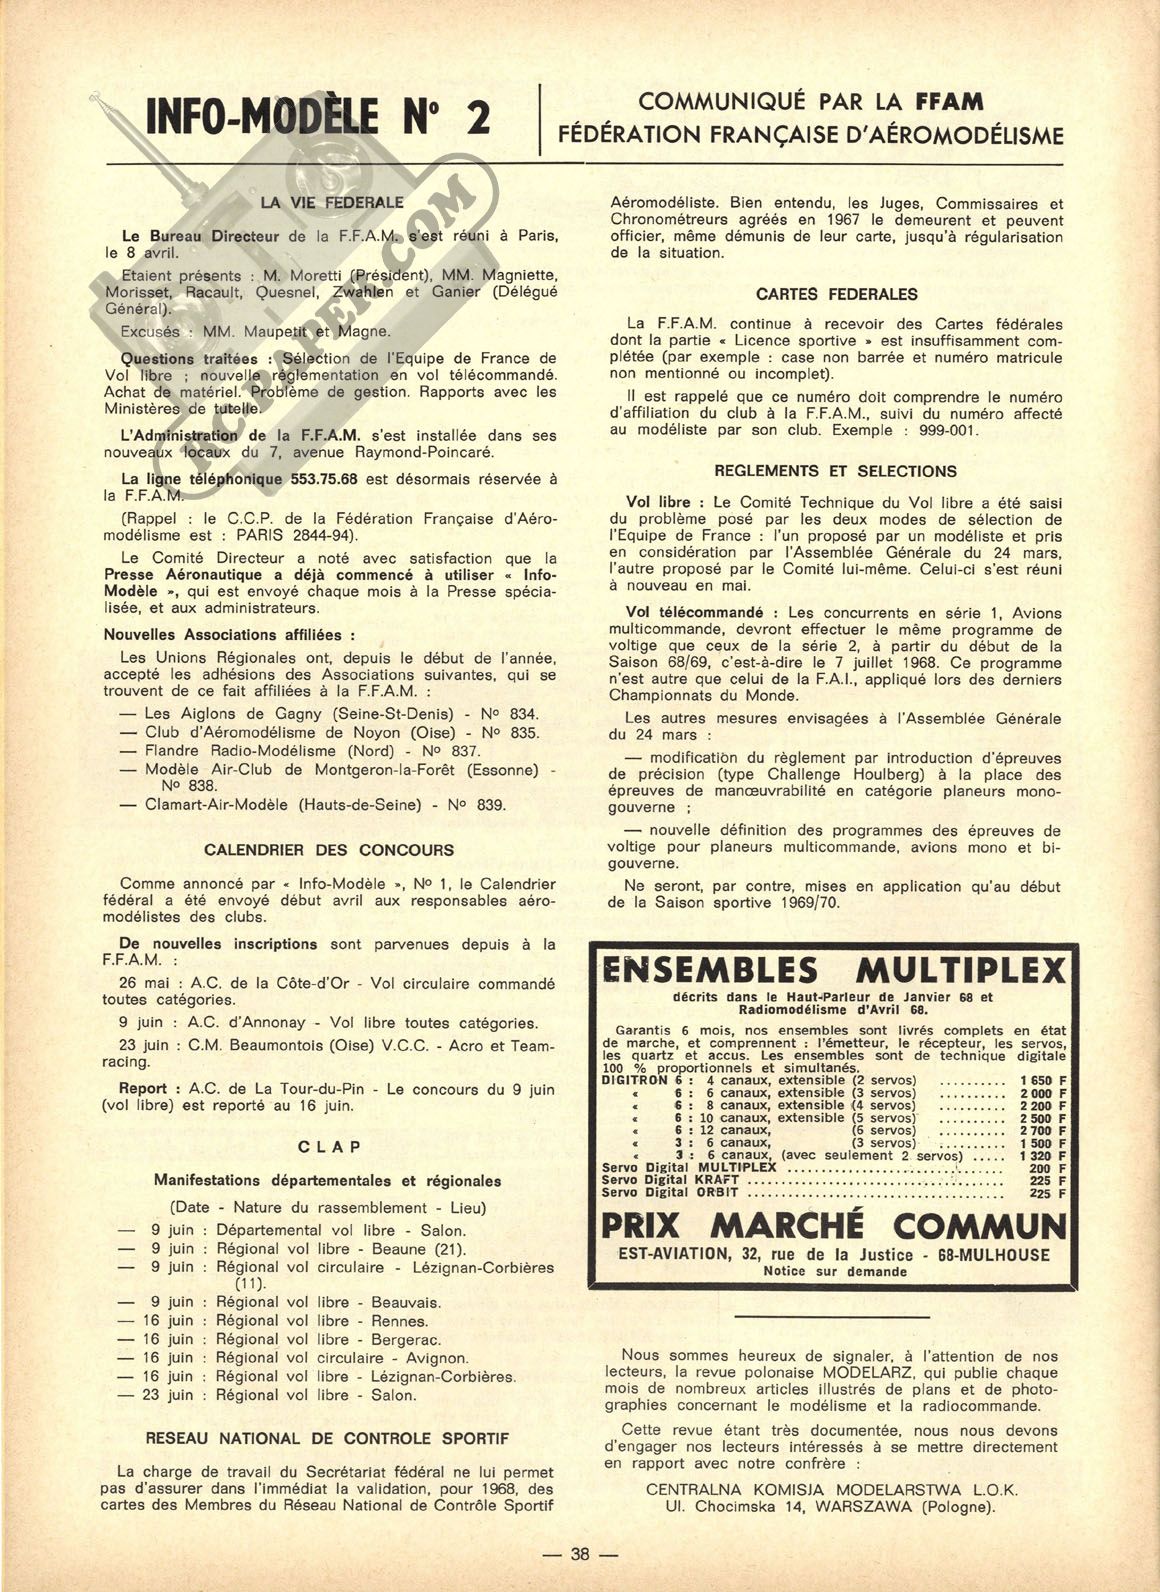 INFO-MODÈLE N° 2
COMMUNIQUÉ PAR LA FFAM
FÉDÉRATION FRANÇAISE D'AÉROMODÉLISME
RC-PAPER.COM
LA VIE FEDERALE
Le Bureau Directeur de la F.F.A.M. s'est réuni à Paris,
le 8 avril.
Etaient présents : M. Moretti (Président), MM. Magniette,
Morisset, Racault, Quesnel, Zwahlen et Ganier (Délégué
Général).
Excusés : MM. Maupetit et Magne.
Questions traitées : Sélection de l'Equipe de France de
Vol libre ; nouvelle réglementation en vol télécommandé.
Achat de matériel. Problème de gestion. Rapports avec les
Ministères de tutelle.
L'Administration de la F.F.A.M. s'est installée dans ses
nouveaux locaux du 7, avenue Raymond-Poincaré.
La ligne téléphonique 553.75.68 est désormais réservée à
la F.F.A.M.
(Rappel : le C.C.P. de la Fédération Française d'Aéro-
modélisme est : PARIS 2844-94).
Le Comité Directeur a noté avec satisfaction que la
Presse Aéronautique a déjà commencé à utiliser « Info-
Modèle », qui est envoyé chaque mois à la Presse spécia-
lisée, et aux administrateurs.
Nouvelles Associations affiliées :
Les Unions Régionales ont, depuis le début de l'année,
accepté les adhésions des Associations suivantes, qui se
trouvent de ce fait affiliées à la F.F.A.M. :
— Les Aiglons de Gagny (Seine-St-Denis) - N° 834.
— Club d'Aéromodélisme de Noyon (Oise) - N° 835.
— Flandre Radio-Modélisme (Nord) - N° 837.
— Modèle Air-Club de Montgeron-la-Forêt (Essonne) -
N° 838.
— Clamart-Air-Modèle (Hauts-de-Seine) - N° 839.
CALENDRIER DES CONCOURS
Comme annoncé par « Info-Modèle », N° 1, le Calendrier
fédéral a été envoyé début avril aux responsables aéro-
modélistes des clubs.
De nouvelles inscriptions sont parvenues depuis à la
F.F.A.M. :
26 mai : A.C. de la Côte-d'Or - Vol circulaire commandé
toutes catégories.
9 juin : A.C. d'Annonay - Vol libre toutes catégories.
23 juin : C.M. Beaumontois (Oise) V.C.C. - Acro et Team-
racing.
Report : A.C. de La Tour-du-Pin - Le concours du 9 juin
(vol libre) est reporté au 16 juin.
CLAP
Manifestations départementales et régionales
(Date - Nature du rassemblement - Lieu)
— 9 juin : Départemental vol libre - Salon.
— 9 juin : Régional vol libre - Beaune (21).
— 9 juin : Régional vol circulaire - Lézignan-Corbières
(11).
— 9 juin : Régional vol libre - Beauvais.
— 16 juin : Régional vol libre - Rennes.
— 16 juin : Régional vol libre - Bergerac.
— 16 juin : Régional vol circulaire - Avignon.
— 16 juin : Régional vol libre - Lézignan-Corbières.
— 23 juin : Régional vol libre - Salon.
RESEAU NATIONAL DE CONTROLE SPORTIF
La charge de travail du Secrétariat fédéral ne lui permet
pas d'assurer dans l'immédiat la validation, pour 1968, des
cartes des Membres du Réseau National de Contrôle Sportif
Aéromodéliste. Bien entendu, les Juges, Commissaires et
Chronométreurs agréés en 1967 le demeurent et peuvent
officier, même démunis de leur carte, jusqu'à régularisation
de la situation.
CARTES FEDERALES
La F.F.A.M. continue à recevoir des Cartes fédérales
dont la partie « Licence sportive » est insuffisamment com-
plétée (par exemple : case non barrée et numéro matricule
non mentionné ou incomplet).
Il est rappelé que ce numéro doit comprendre le numéro
d'affiliation du club à la F.F.A.M., suivi du numéro affecté
au modéliste par son club. Exemple : 999-001.
REGLEMENTS ET SELECTIONS
Vol libre : Le Comité Technique du Vol libre a été saisi
du problème posé par les deux modes de sélection de
l'Equipe de France : l'un proposé par un modéliste et pris
en considération par l'Assemblée Générale du 24 mars,
l'autre proposé par le Comité lui-même. Celui-ci s'est réuni
à nouveau en mai.
Vol télécommandé : Les concurrents en série 1, Avions
multicommande, devront effectuer le même programme de
voltige que ceux de la série 2, à partir du début de la
Saison 68/69, c'est-à-dire le 7 juillet 1968. Ce programme
n'est autre que celui de la F.A.I., appliqué lors des derniers
Championnats du Monde.
Les autres mesures envisagées à l'Assemblée Générale
du 24 mars :
— modification du règlement par introduction d'épreuves
de précision (type Challenge Houlberg) à la place des
épreuves de manœuvrabilité en catégorie planeurs mono-
gouverne ;
— nouvelle définition des programmes des épreuves de
voltige pour planeurs multicommande, avions mono et bi-
gouverne.
Ne seront, par contre, mises en application qu'au début
de la Saison sportive 1969/70.
ENSEMBLES MULTIPLEX
décrits dans le Haut-Parleur de Janvier 68 et
Radiomodélisme d'Avril 68.
Garantis 6 mois, nos ensembles sont livrés complets en état
de marche, et comprennent : l'émetteur, le récepteur, les servos,
les quartz et accus. Les ensembles sont de technique digitale
100 % proportionnels et simultanés.
DIGITRON 6 : 4 canaux, extensible (2 servos) .......... 1 650 F
« 6 : 6 canaux, extensible (3 servos) .......... 2 000 F
« 6 : 8 canaux, extensible (4 servos) .......... 2 200 F
« 6 : 10 canaux, extensible (5 servos) .......... 2 500 F
« 6 : 12 canaux, (6 servos) .......... 2 700 F
« 3 : 6 canaux, (3 servos) .......... 1 500 F
« 3 : 6 canaux, (avec seulement 2 servos) ..... 1 320 F
Servo Digital MULTIPLEX ................................ 200 F
Servo Digital KRAFT ...................................... 225 F
Servo Digital ORBIT ...................................... 225 F
PRIX MARCHÉ COMMUN
EST-AVIATION, 32, rue de la Justice - 68-MULHOUSE
Notice sur demande
Nous sommes heureux de signaler, à l'attention de nos
lecteurs, la revue polonaise MODELARZ, qui publie chaque
mois de nombreux articles illustrés de plans et de photo-
graphies concernant le modélisme et la radiocommande.
Cette revue étant très documentée, nous nous devons
d'engager nos lecteurs intéressés à se mettre directement
en rapport avec notre confrère :
CENTRALNA KOMISJA MODELARSTWA L.O.K.
Ul. Chocimska 14, WARSZAWA (Pologne).
— 38 —